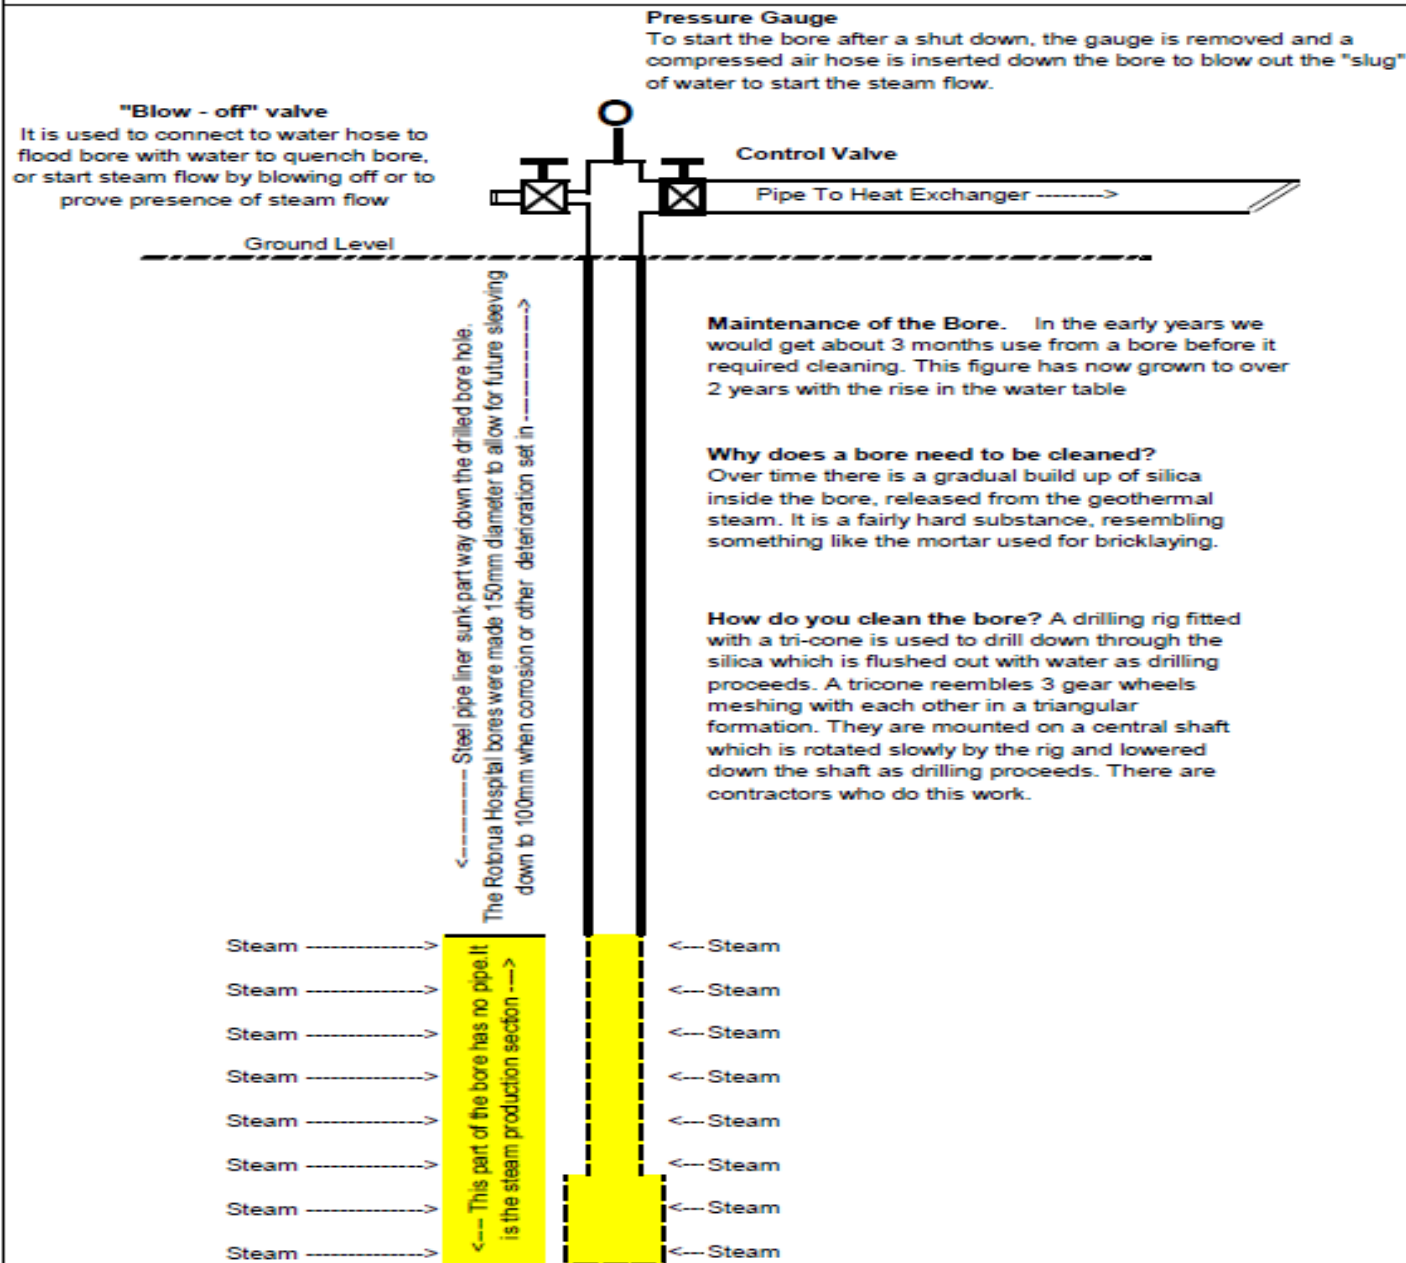 Pressure Gauge
To start the bore after a shut down, the gauge is removed and a
compressed air hose is inserted down the bore to blow out the "slug"
of water to start the steam flow.
"Blow - off" valve
It is used to connect to water hose to
flood bore with water to quench bore,
or start steam flow by blowing off or to
prove presence of steam flow
Control Valve
Pipe To Heat Exchanger -------->
Ground Level
<---------- Steel pipe liner sunk part way down the drilled bore hole.
The Rotorua Hospital bores were made 150mm diameter to allow for future sleeving
down to 100mm when corrosion or other deterioration set in ------------->
Maintenance of the Bore. In the early years we
would get about 3 months use from a bore before it
required cleaning. This figure has now grown to over
2 years with the rise in the water table
Why does a bore need to be cleaned?
Over time there is a gradual build up of silica
inside the bore, released from the geothermal
steam. It is a fairly hard substance, resembling
something like the mortar used for bricklaying.
How do you clean the bore? A drilling rig fitted
with a tri-cone is used to drill down through the
silica which is flushed out with water as drilling
proceeds. A tricone reembles 3 gear wheels
meshing with each other in a triangular
formation. They are mounted on a central shaft
which is rotated slowly by the rig and lowered
down the shaft as drilling proceeds. There are
contractors who do this work.
<--- This part of the bore has no pipe.It
is the steam production section --->
Steam --------------> <--- Steam
Steam --------------> <--- Steam
Steam --------------> <--- Steam
Steam --------------> <--- Steam
Steam --------------> <--- Steam
Steam --------------> <--- Steam
Steam --------------> <--- Steam
Steam --------------> <--- Steam